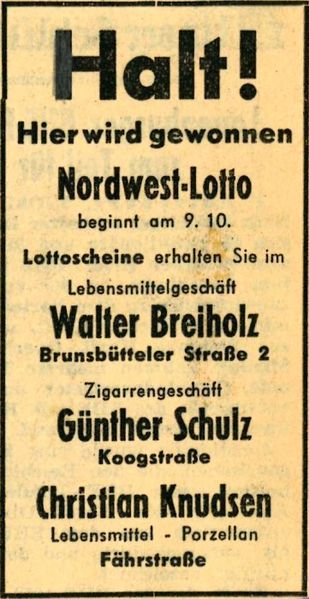 Halt!
Hier wird gewonnen
Nordwest-Lotto
beginnt am 9. 10.
Lottoscheine erhalten Sie im
Lebensmittelgeschäft
Walter Breiholz
Brunsbütteler Straße 2
Zigarrengeschäft
Günther Schulz
Koogstraße
Christian Knudsen
Lebensmittel - Porzellan
Fährstraße